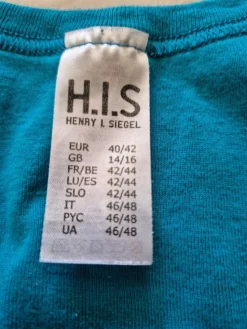 H.I.S
HENRY I. SIEGEL
EUR 40/42
GB 14/16
FR/BE 42/44
LU/ES 42/44
SLO 42/44
IT 46/48
PYC 46/48
UA 46/48